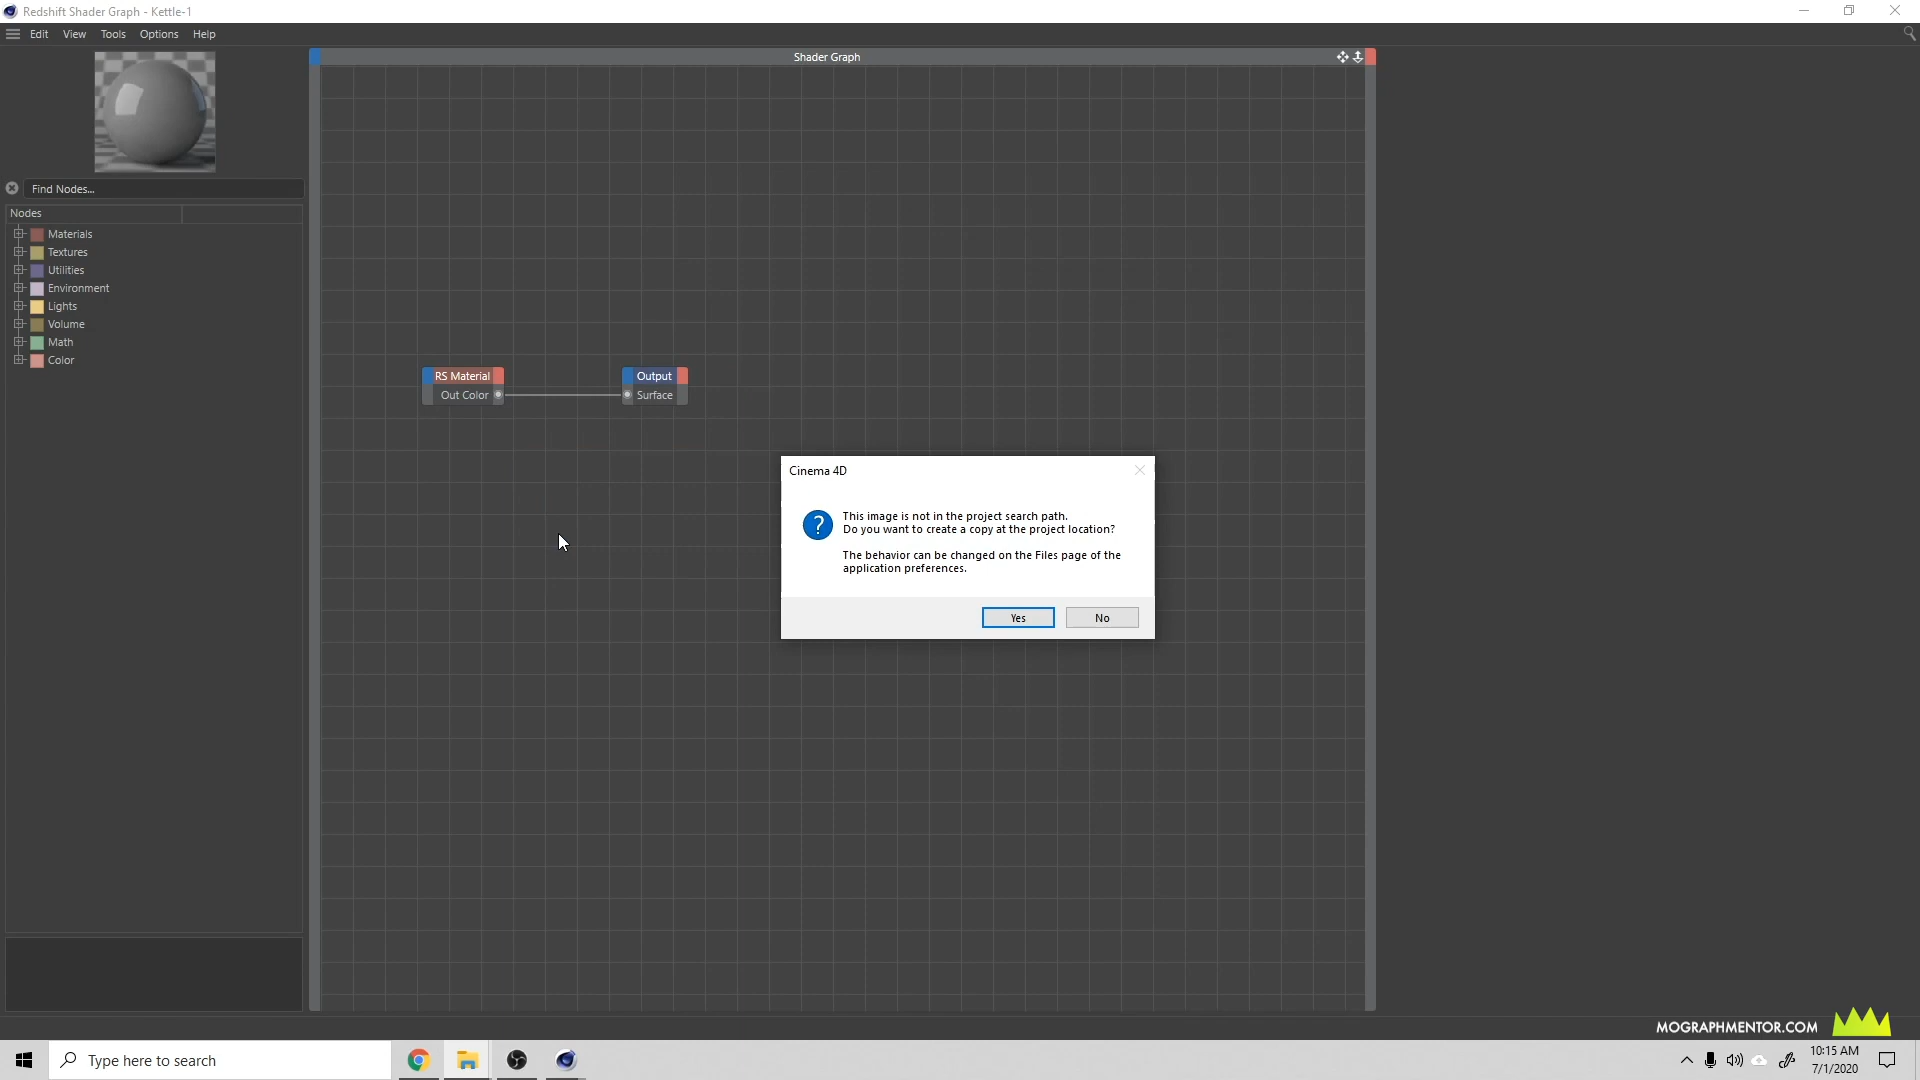 Redshift Shader Graph - Kettle-1
Edit View Tools Options Help
Shader Graph
Find Nodes...
Nodes
Materials
Textures
Utilities
Environment
Lights
Volume
Math
Color
RS Material
Out Color
Output
Surface
Cinema 4D
This image is not in the project search path.
Do you want to create a copy at the project location?
The behavior can be changed on the Files page of the
application preferences.
Yes
No
MOGRAPHMENTOR.COM
Type here to search
10:15 AM
7/1/2020